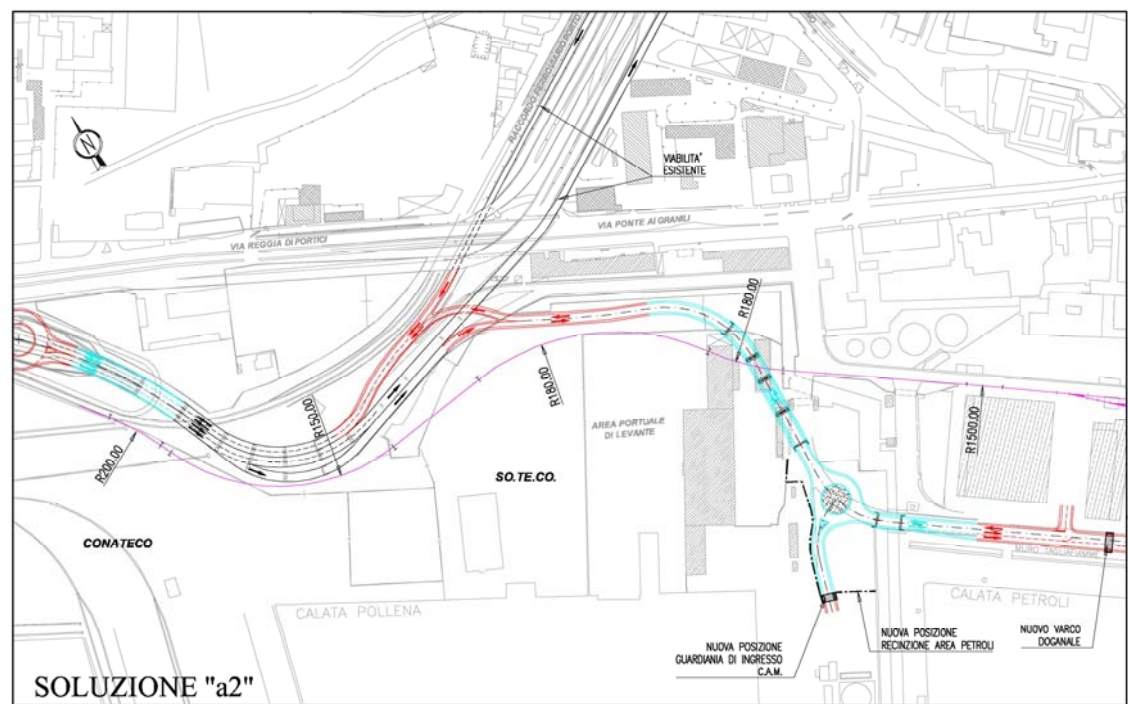 RACCORDO FERROVIARIO PORTO
N
VIABILITA'
ESISTENTE
VIA REGGIA DI PORTICI
VIA PONTE AI GRANILI
R180.00
R150.00
R180.00
R200.00
R1500.00
AREA PORTUALE
DI LEVANTE
SO.TE.CO.
CONATECO
MURO TAGLIAFIAMME
CALATA POLLENA
CALATA PETROLI
NUOVA POSIZIONE
GUARDIANIA DI INGRESSO
C.A.M.
NUOVA POSIZIONE
RECINZIONE AREA PETROLI
NUOVO VARCO
DOGANALE
SOLUZIONE "a2"